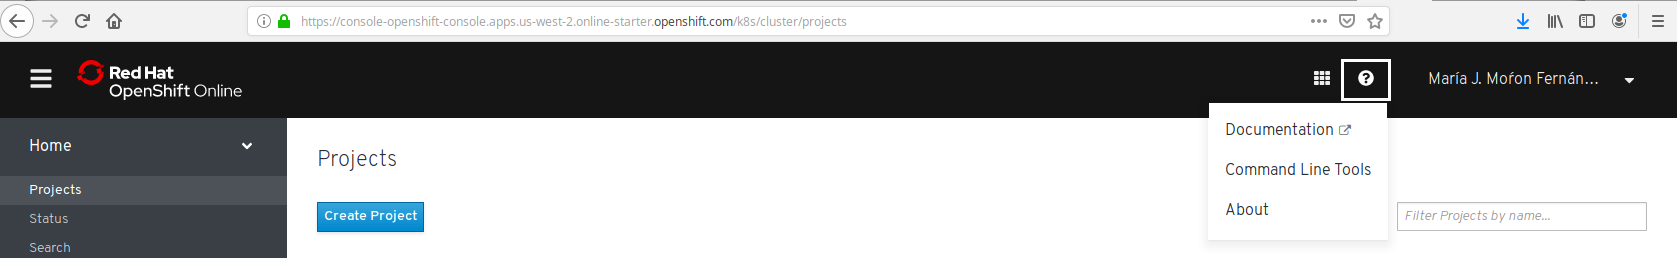 https://console-openshift-console.apps.us-west-2.online-starter.openshift.com/k8s/cluster/projects
Red Hat
OpenShift Online
María J. Moŕon Fernán...
Documentation
Command Line Tools
About
Home
Projects
Status
Search
Projects
Create Project
Filter Projects by name...